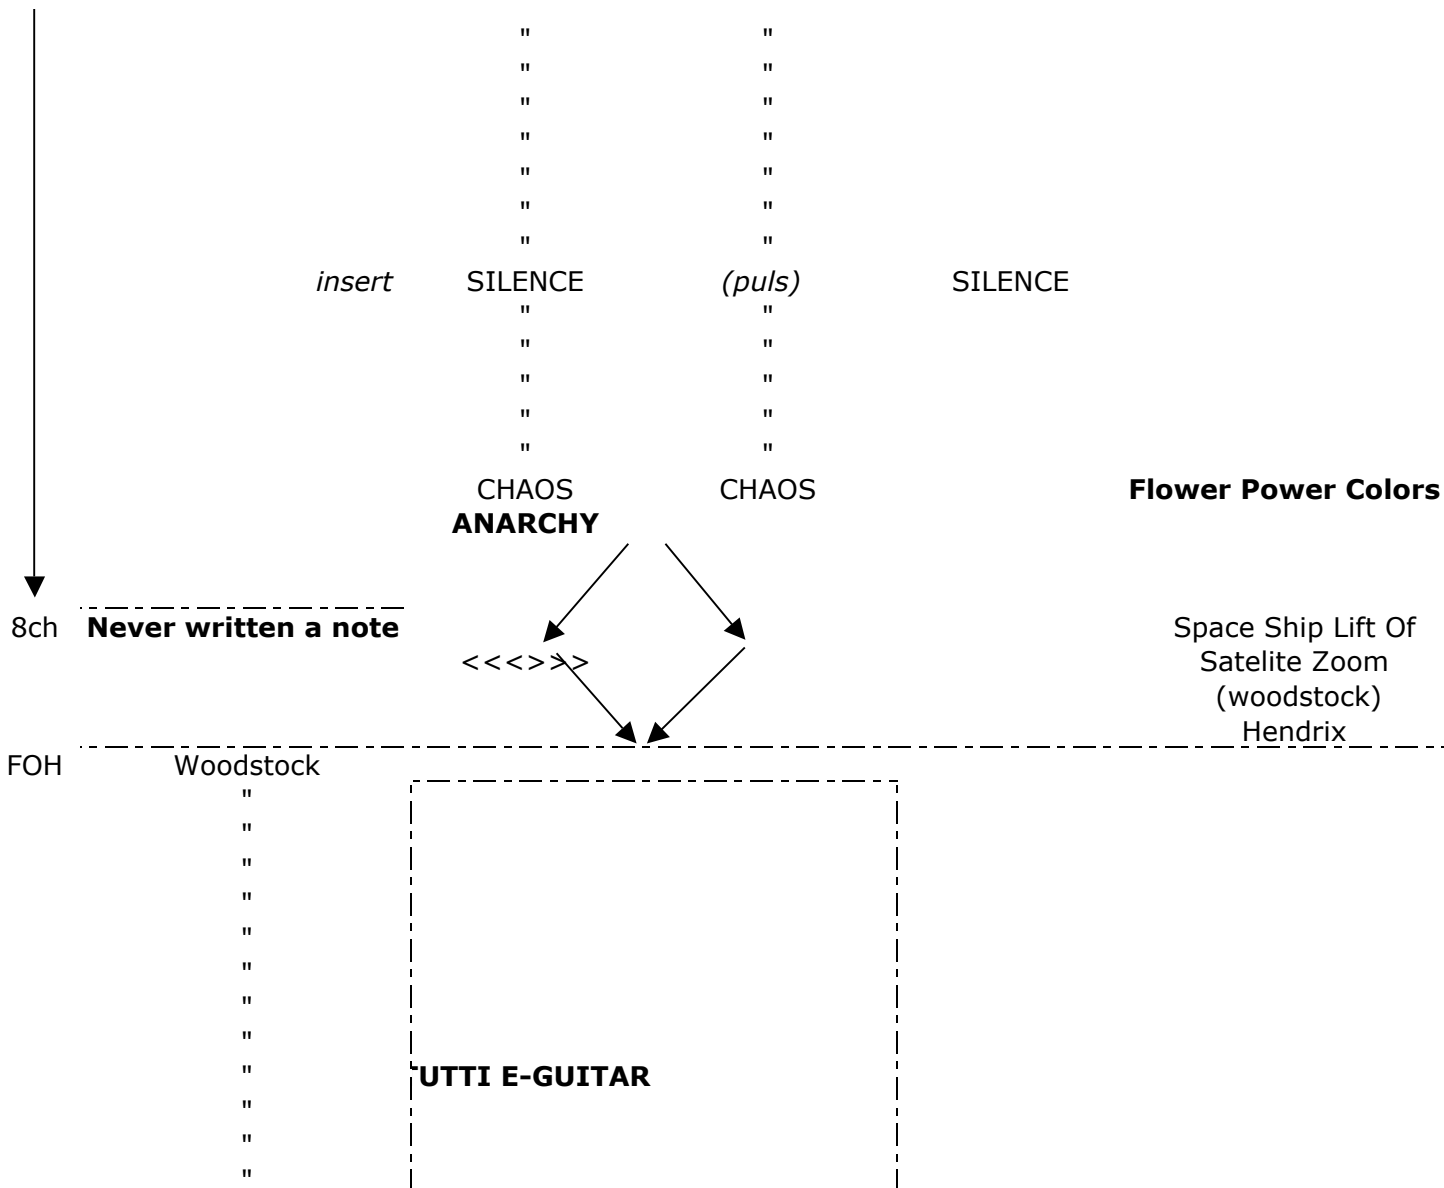 " "
" "
" "
" "
" "
" "
" "
insert SILENCE (puls) SILENCE
" "
" "
" "
" "
" "
CHAOS CHAOS Flower Power Colors
ANARCHY
8ch Never written a note Space Ship Lift Of
<<<>>> Satelite Zoom
(woodstock)
Hendrix
FOH Woodstock
"
"
"
"
"
"
"
"
" TUTTI E-GUITAR
"
"
"